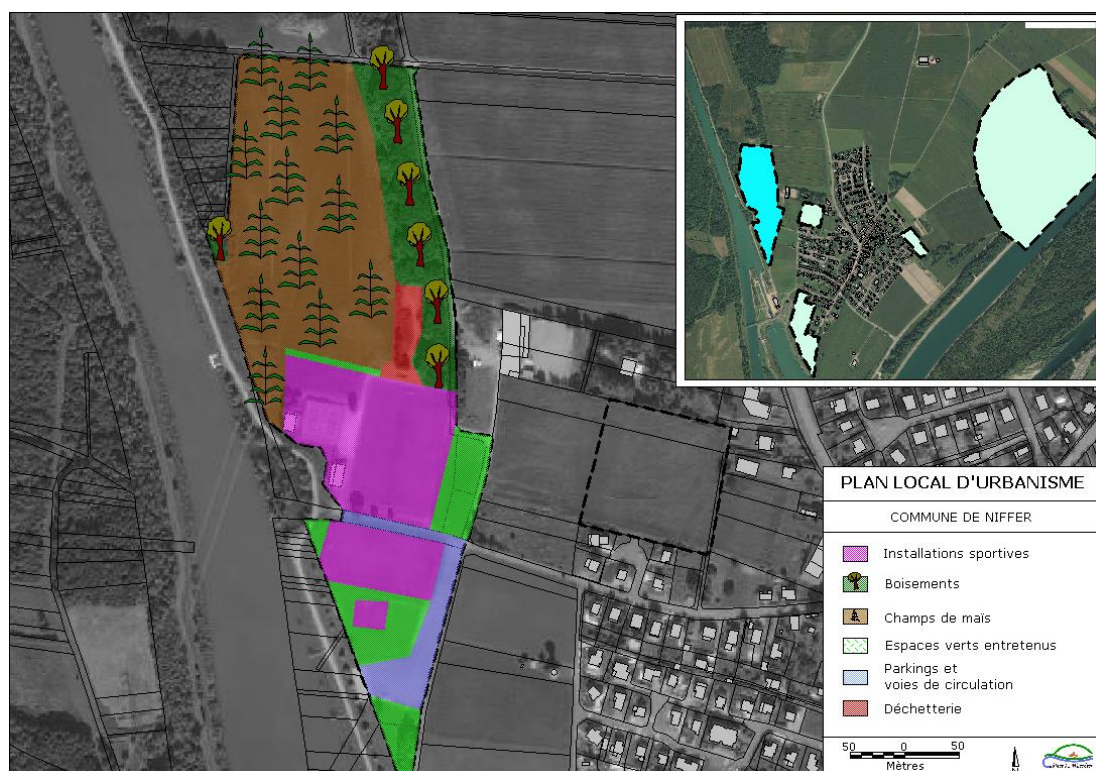 PLAN LOCAL D'URBANISME
COMMUNE DE NIFFER
Installations sportives
Boisements
Champs de maïs
Espaces verts entretenus
Parkings et
voies de circulation
Déchetterie
50 0 50
Mètres
N